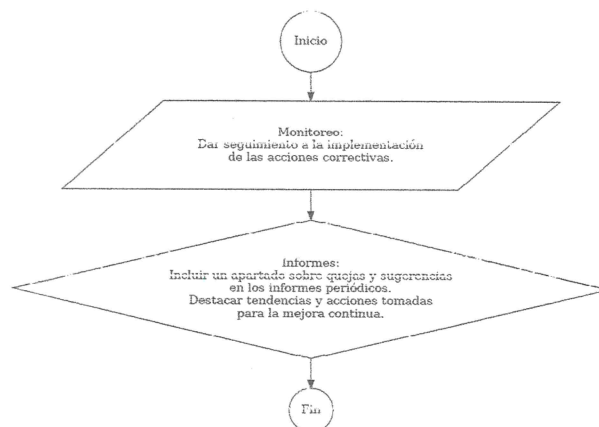 Inicio
Monitoreo:
Dar seguimiento a la implementación
de las acciones correctivas.
Informes:
Incluir un apartado sobre quejas y sugerencias
en los informes periódicos.
Destacar tendencias y acciones tomadas
para la mejora continua.
Fin